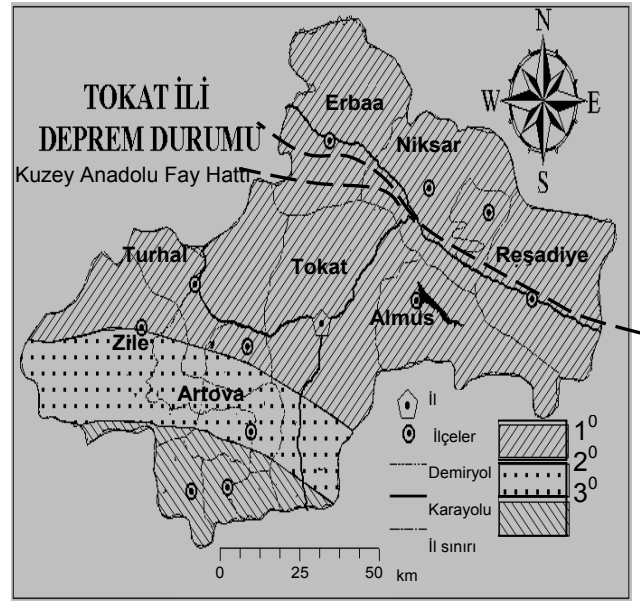 N
W E
S
TOKAT İLİ
DEPREM DURUMU
Kuzey Anadolu Fay Hattı
Erbaa
Niksar
Reşadiye
Turhal
Tokat
Almus
Zile
Artova
İl
İlçeler
Demiryol
Karayolu
İl sınırı
1⁰
2⁰
3⁰
0 25 50
km